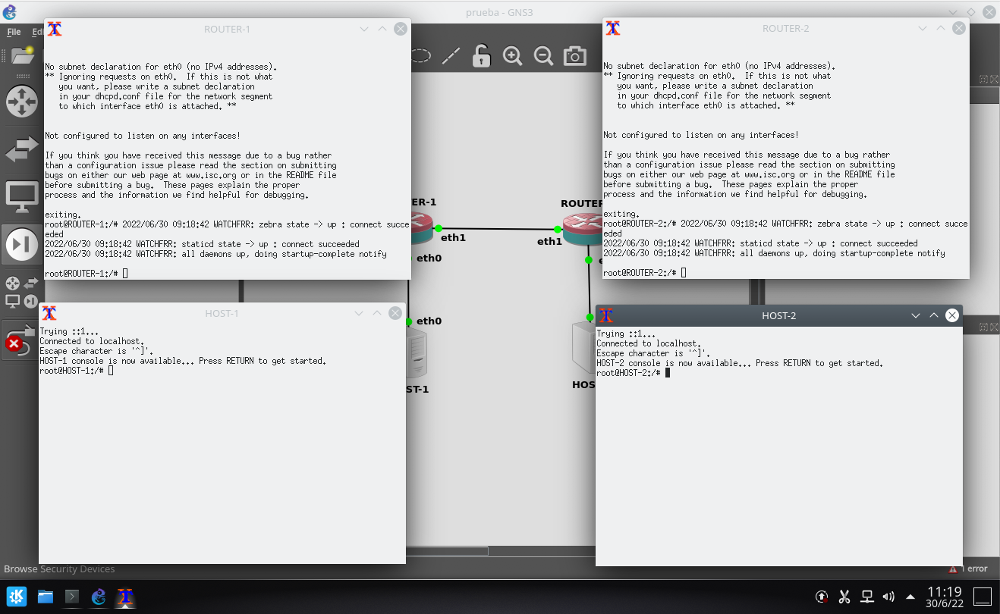 prueba - GNS3
File
ROUTER-1
No subnet declaration for eth0 (no IPv4 addresses).
** Ignoring requests on eth0.  If this is not what
   you want, please write a subnet declaration
   in your dhcpd.conf file for the network segment
   to which interface eth0 is attached. **
Not configured to listen on any interfaces!
If you think you have received this message due to a bug rather
than a configuration issue please read the section on submitting
bugs on either our web page at www.isc.org or in the README file
before submitting a bug.  These pages explain the proper
process and the information we find helpful for debugging.
exiting.
root@ROUTER-1:/# 2022/06/30 09:18:42 WATCHFRR: zebra state -> up : connect succe
eded
2022/06/30 09:18:42 WATCHFRR: staticd state -> up : connect succeeded
2022/06/30 09:18:42 WATCHFRR: all daemons up, doing startup-complete notify
root@ROUTER-1:/#
ROUTER-2
No subnet declaration for eth0 (no IPv4 addresses).
** Ignoring requests on eth0.  If this is not what
   you want, please write a subnet declaration
   in your dhcpd.conf file for the network segment
   to which interface eth0 is attached. **
Not configured to listen on any interfaces!
If you think you have received this message due to a bug rather
than a configuration issue please read the section on submitting
bugs on either our web page at www.isc.org or in the README file
before submitting a bug.  These pages explain the proper
process and the information we find helpful for debugging.
exiting.
root@ROUTER-2:/# 2022/06/30 09:18:42 WATCHFRR: zebra state -> up : connect succe
eded
2022/06/30 09:18:42 WATCHFRR: staticd state -> up : connect succeeded
2022/06/30 09:18:42 WATCHFRR: all daemons up, doing startup-complete notify
root@ROUTER-2:/#
ER-1
ROUTER
eth1
eth1
eth0
eth0
ST-1
HOS
HOST-1
Trying ::1...
Connected to localhost.
Escape character is '^]'.
HOST-1 console is now available... Press RETURN to get started.
root@HOST-1:/#
HOST-2
Trying ::1...
Connected to localhost.
Escape character is '^]'.
HOST-2 console is now available... Press RETURN to get started.
root@HOST-2:/#
Browse Security Devices
1 error
11:19
30/6/22